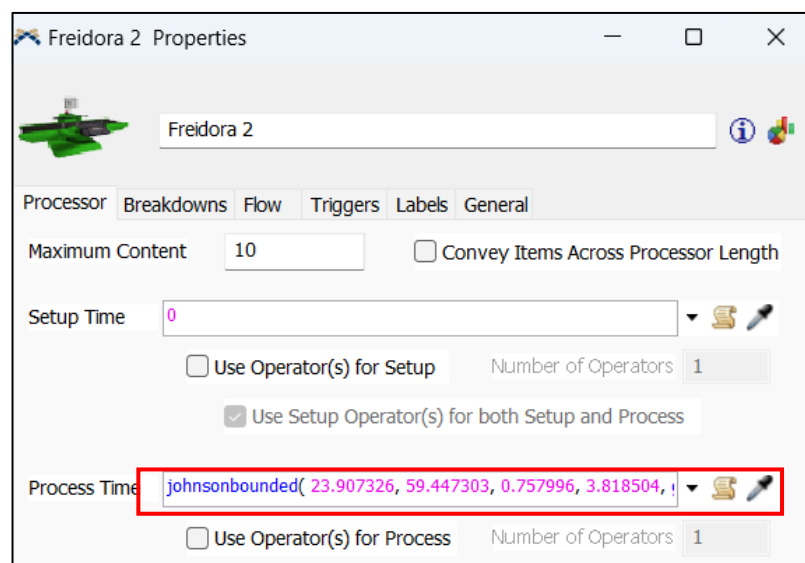 Freidora 2 Properties
Freidora 2
Processor Breakdowns Flow Triggers Labels General
Maximum Content 10 Convey Items Across Processor Length
Setup Time 0
Use Operator(s) for Setup Number of Operators 1
Use Setup Operator(s) for both Setup and Process
Process Time johnsonbounded( 23.907326, 59.447303, 0.757996, 3.818504,
Use Operator(s) for Process Number of Operators 1